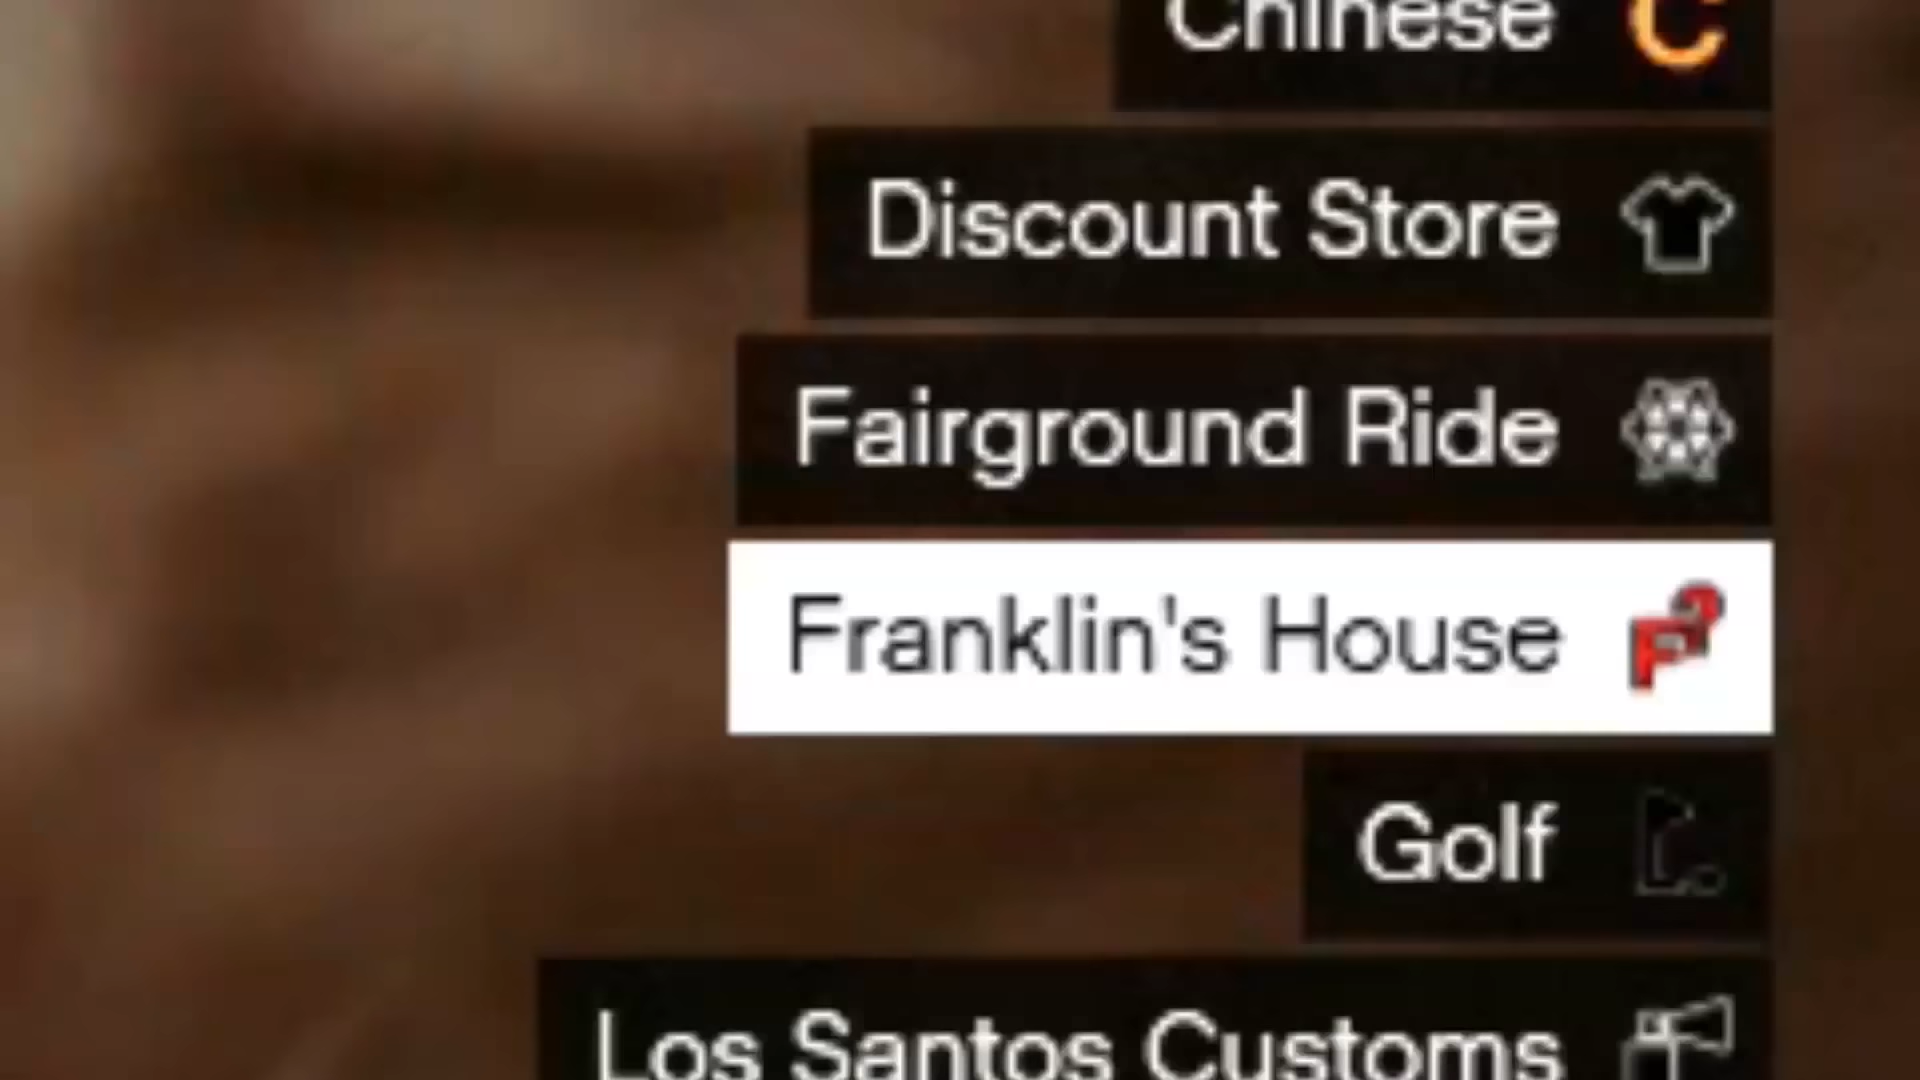 Chinese C
Discount Store
Fairground Ride
Franklin's House F?
Golf
Los Santos Customs